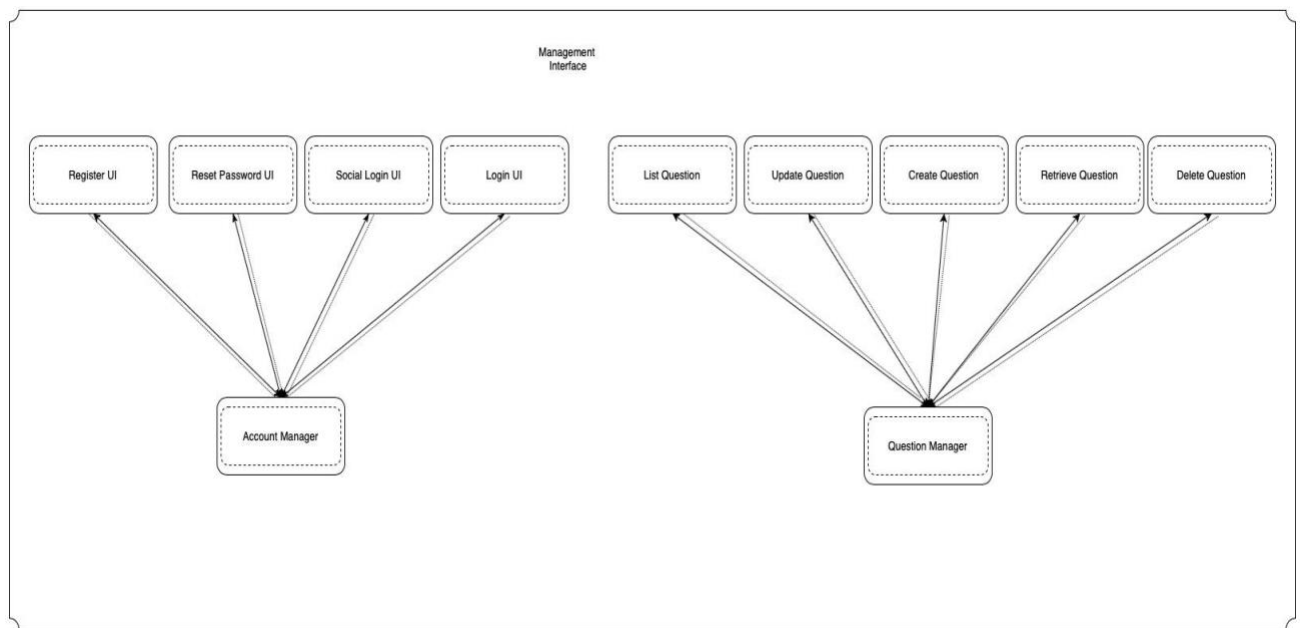 Management
Interface
Register UI
Reset Password UI
Social Login UI
Login UI
List Question
Update Question
Create Question
Retrieve Question
Delete Question
Account Manager
Question Manager